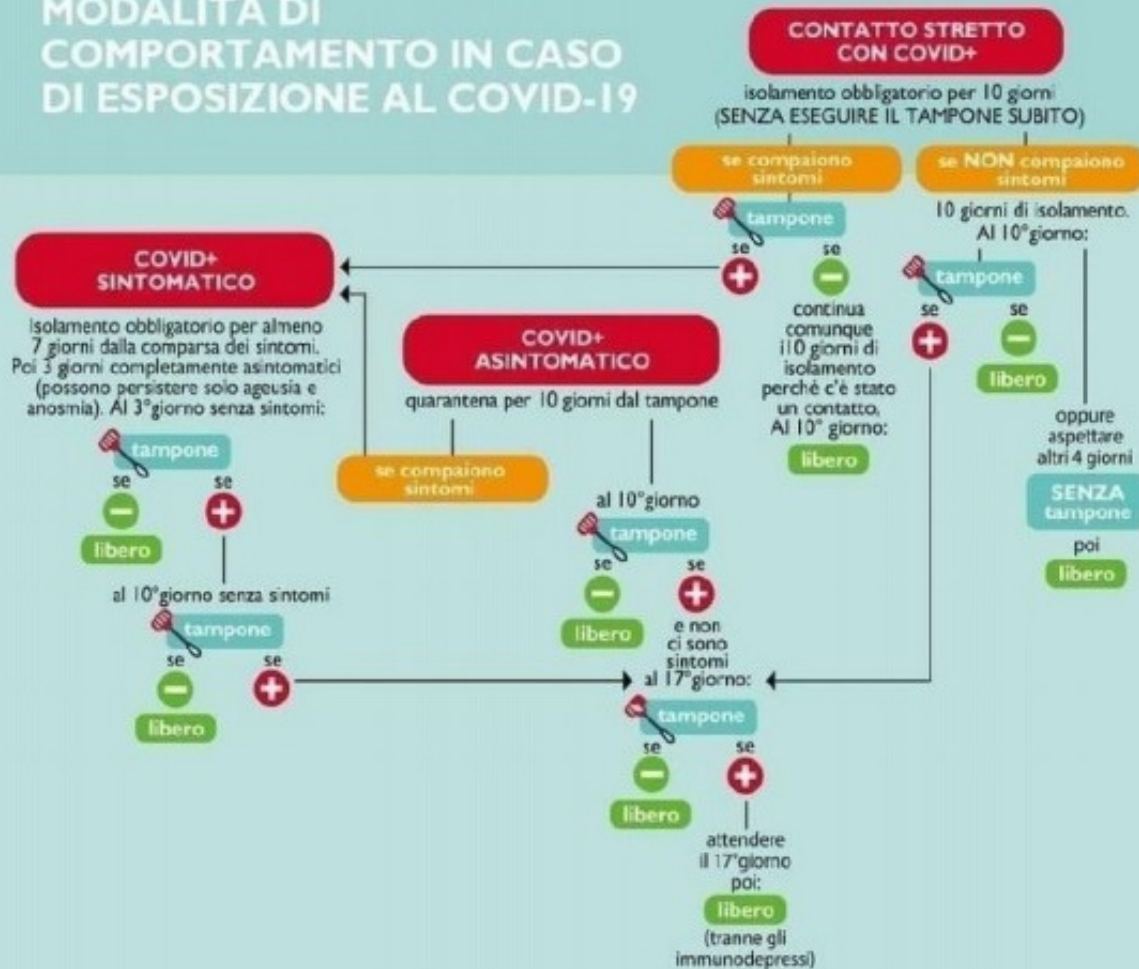 MODALITÀ DI
COMPORTAMENTO IN CASO
DI ESPOSIZIONE AL COVID-19
CONTATTO STRETTO
CON COVID+
isolamento obbligatorio per 10 giorni
(SENZA ESEGUIRE IL TAMPONE SUBITO)
se compaiono
sintomi
tampone
se
se
continua
comunque
i10 giorni di
isolamento
perchè c'è stato
un contatto.
Al 10° giorno:
libero
se NON compaiono
sintomi
10 giorni di isolamento.
Al 10°giorno:
tampone
se
se
libero
oppure
aspettare
altri 4 giorni
SENZA
tampone
poi
libero
COVID+
SINTOMATICO
Isolamento obbligatorio per almeno
7 giorni dalla comparsa dei sintomi.
Poi 3 giorni completamente asintomatici
(possono persistere solo ageusia e
anosmia). Al 3°giorno senza sintomi:
tampone
se
se
libero
al 10°giorno senza sintomi
tampone
se
se
libero
COVID+
ASINTOMATICO
quarantena per 10 giorni dal tampone
se compaiono
sintomi
al 10°giorno
tampone
se
se
libero
e non
ci sono
sintomi
al 17°giorno:
tampone
se
se
libero
attendere
il 17°giorno
poi:
libero
(tranne gli
immunodepressi)